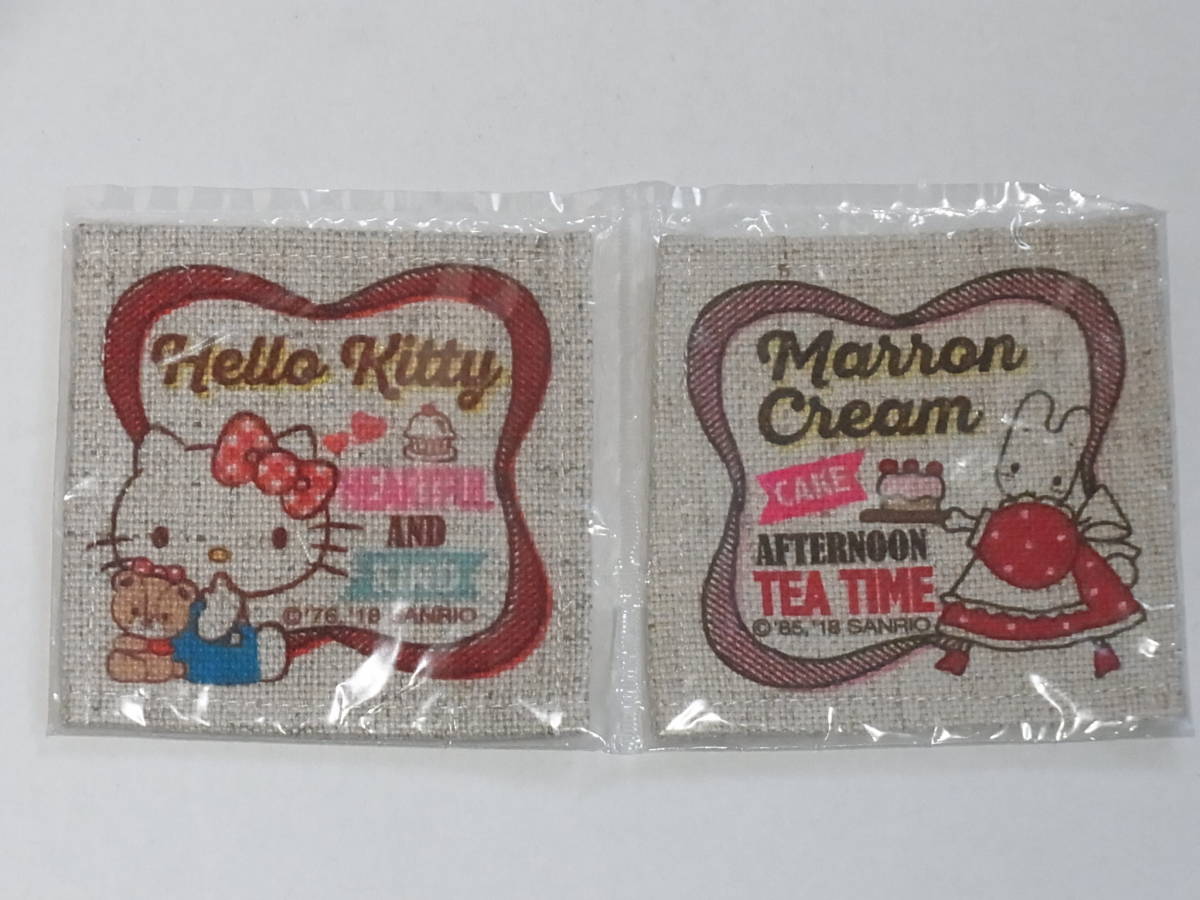 Hello Kitty
HEARTFUL
AND
©'76,'18 SANRIO
Marron
Cream
CAKE
AFTERNOON
TEA TIME
©'85,'18 SANRIO